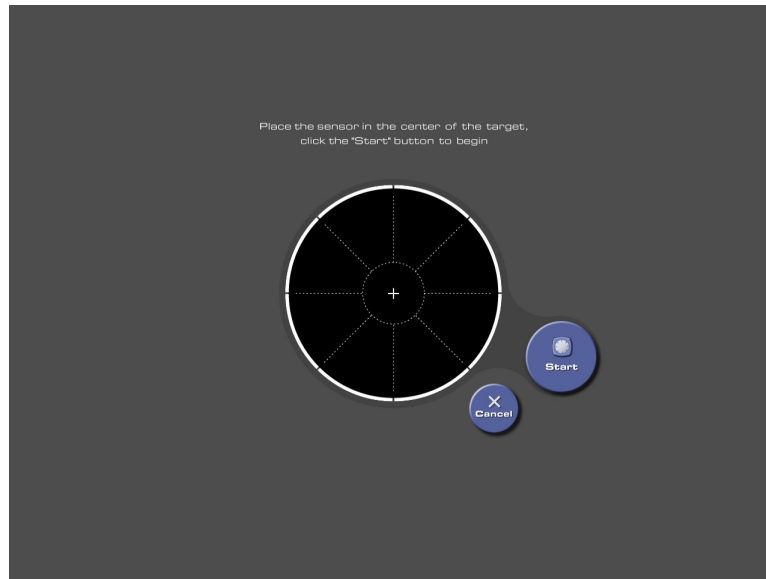 Place the sensor in the center of the target,
click the "Start" button to begin
Start
Cancel